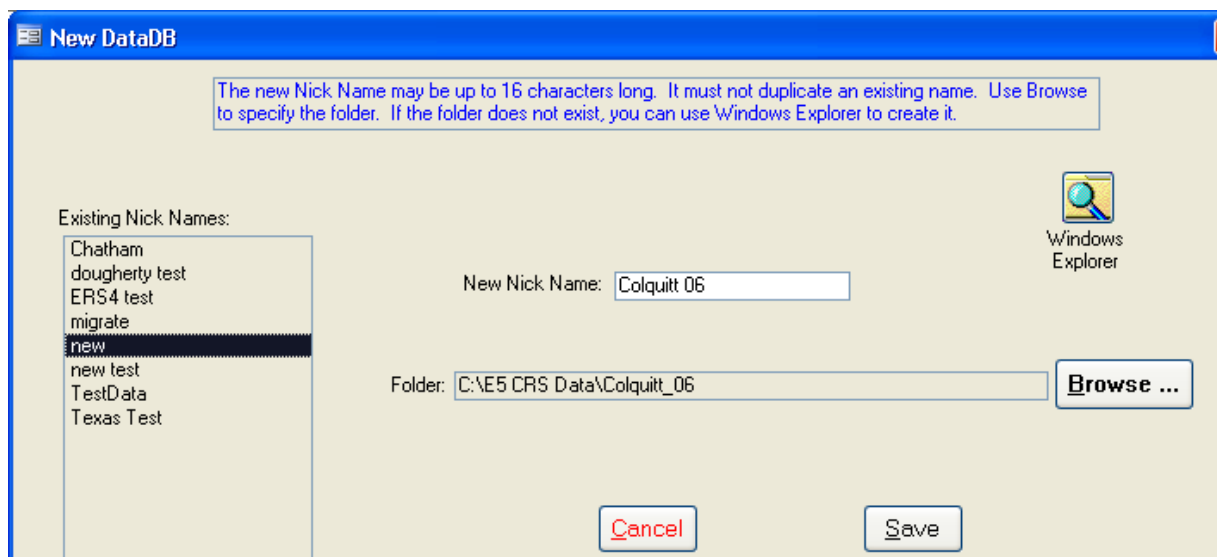 New DataDB
The new Nick Name may be up to 16 characters long.  It must not duplicate an existing name.  Use Browse
to specify the folder.  If the folder does not exist, you can use Windows Explorer to create it.
Windows
Explorer
Existing Nick Names:
Chatham
dougherty test
ERS4 test
migrate
new
new test
TestData
Texas Test
New Nick Name: Colquitt 06
Folder: C:\E5 CRS Data\Colquitt_06
Browse ...
Cancel
Save